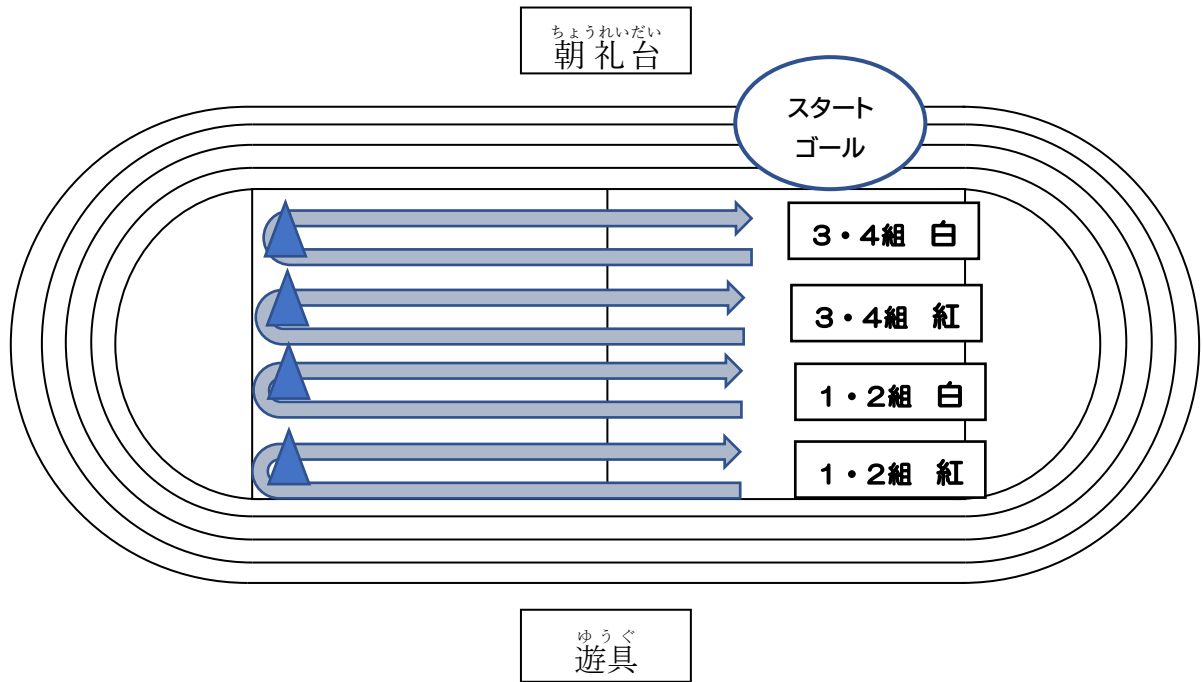 ちょうれいだい
朝礼台
スタート
ゴール
3・4組 白
3・4組 紅
1・2組 白
1・2組 紅
ゆうぐ
遊具